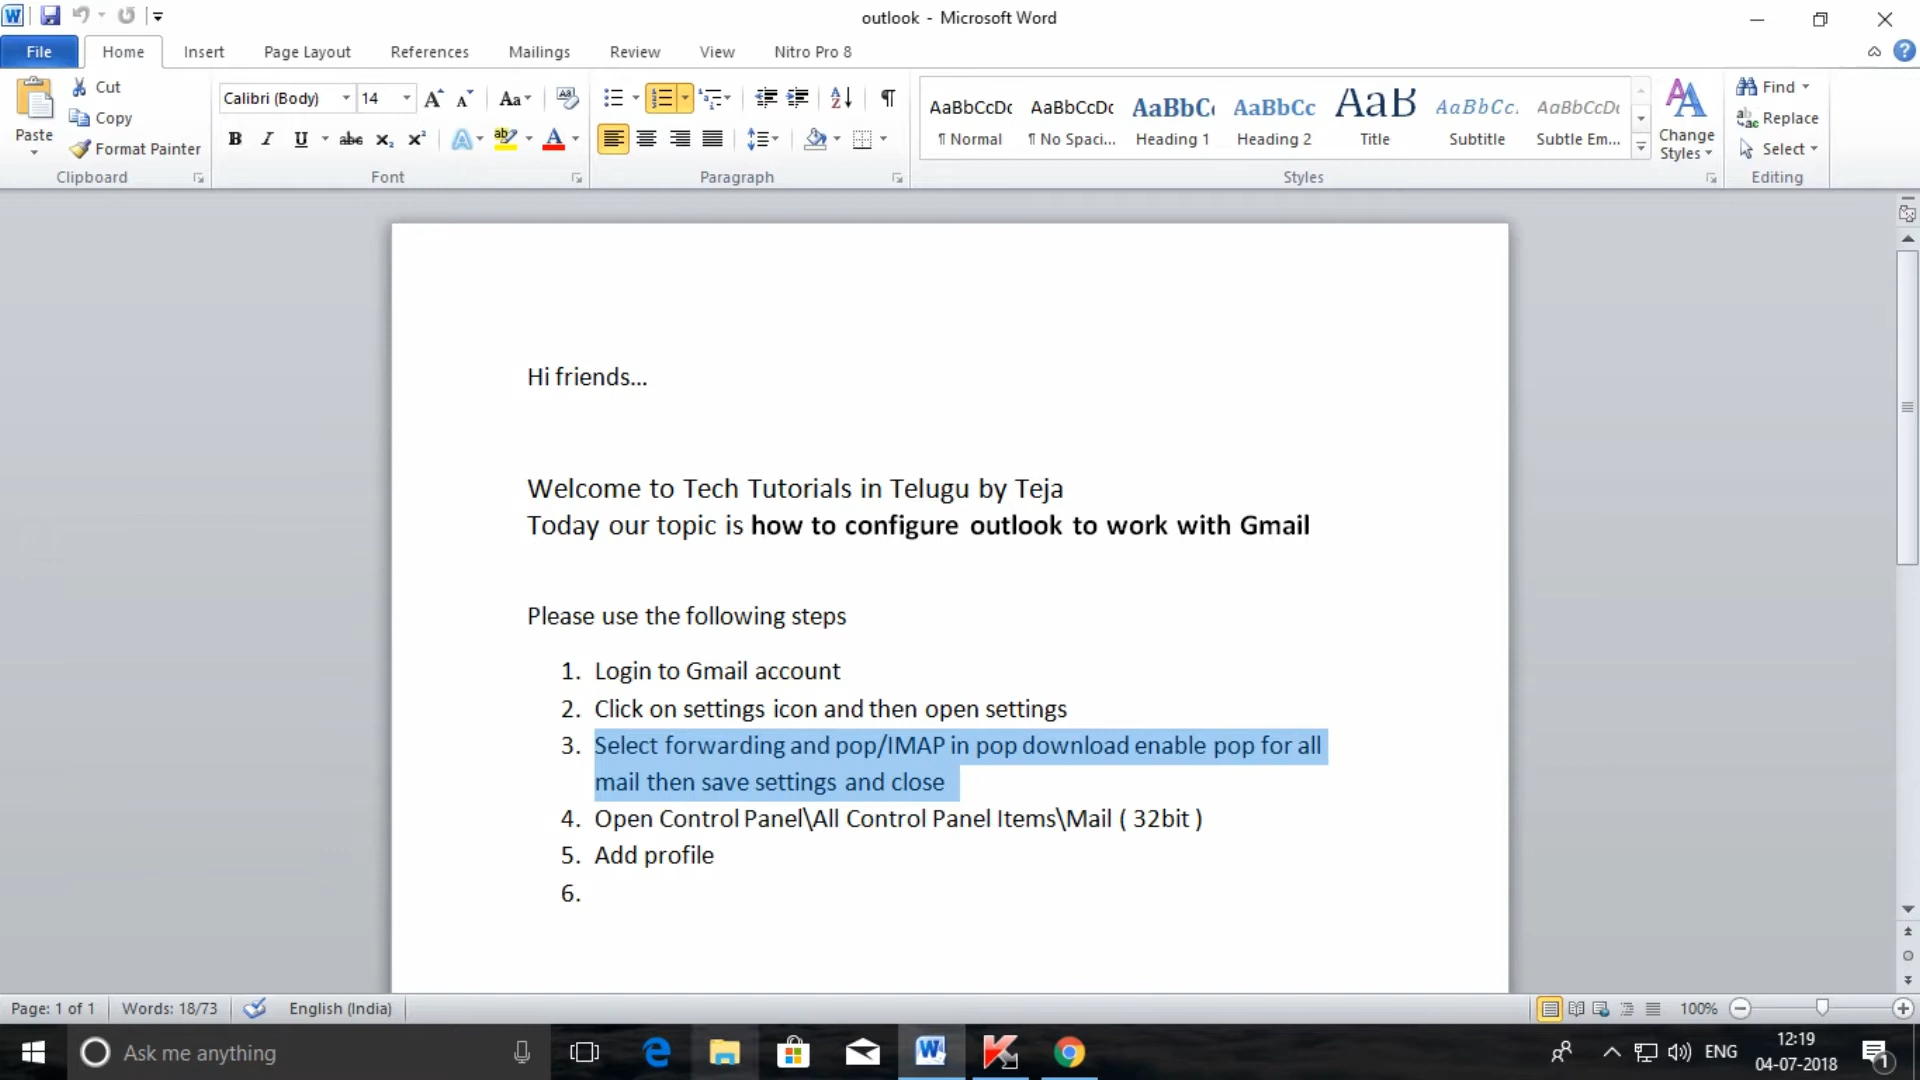 outlook - Microsoft Word
File Home Insert Page Layout References Mailings Review View Nitro Pro 8
Paste
Cut
Copy
Format Painter
Clipboard
Calibri (Body) 14
Font
Paragraph
AaBbCcDc AaBbCcDc AaBbC AaBbCc AaB AaBbCc. AaBbCcDc
¶ Normal ¶ No Spaci... Heading 1 Heading 2 Title Subtitle Subtle Em...
Styles
Change
Styles
Find
Replace
Select
Editing
Hi friends...
Welcome to Tech Tutorials in Telugu by Teja
Today our topic is how to configure outlook to work with Gmail
Please use the following steps
1. Login to Gmail account
2. Click on settings icon and then open settings
3. Select forwarding and pop/IMAP in pop download enable pop for all
mail then save settings and close
4. Open Control Panel\All Control Panel Items\Mail ( 32bit )
5. Add profile
6.
Page: 1 of 1 Words: 18/73 English (India) 100%
Ask me anything
ENG
12:19
04-07-2018
1